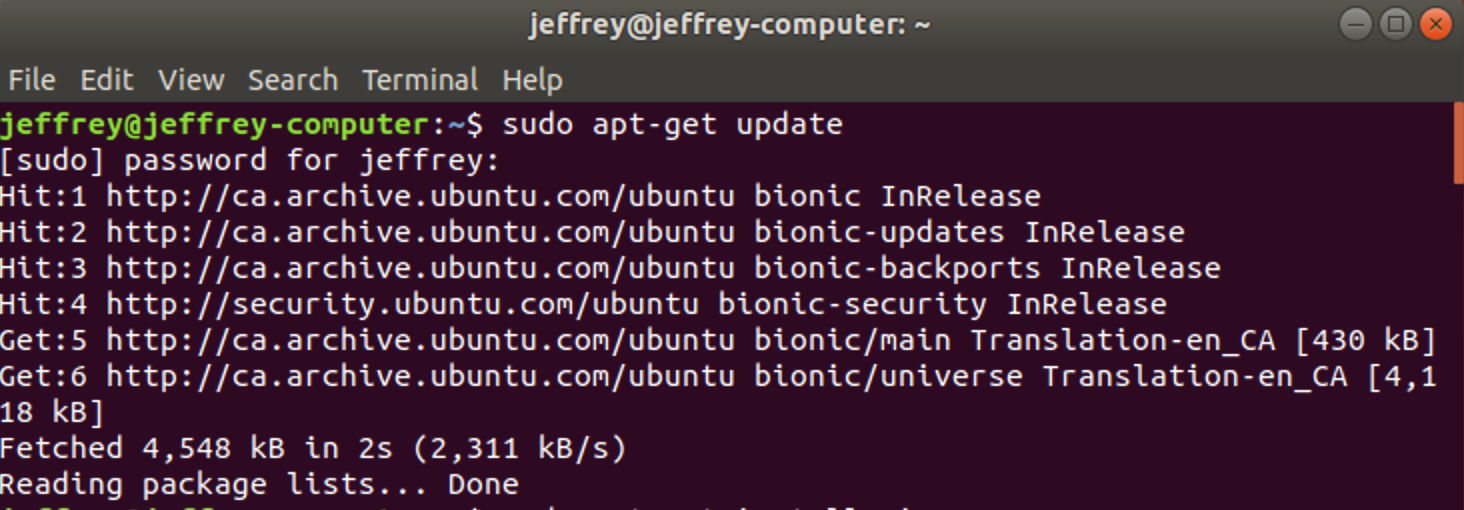 jeffrey@jeffrey-computer: ~
File Edit View Search Terminal Help
jeffrey@jeffrey-computer:~$ sudo apt-get update
[sudo] password for jeffrey:
Hit:1 http://ca.archive.ubuntu.com/ubuntu bionic InRelease
Hit:2 http://ca.archive.ubuntu.com/ubuntu bionic-updates InRelease
Hit:3 http://ca.archive.ubuntu.com/ubuntu bionic-backports InRelease
Hit:4 http://security.ubuntu.com/ubuntu bionic-security InRelease
Get:5 http://ca.archive.ubuntu.com/ubuntu bionic/main Translation-en_CA [430 kB]
Get:6 http://ca.archive.ubuntu.com/ubuntu bionic/universe Translation-en_CA [4,1
18 kB]
Fetched 4,548 kB in 2s (2,311 kB/s)
Reading package lists... Done